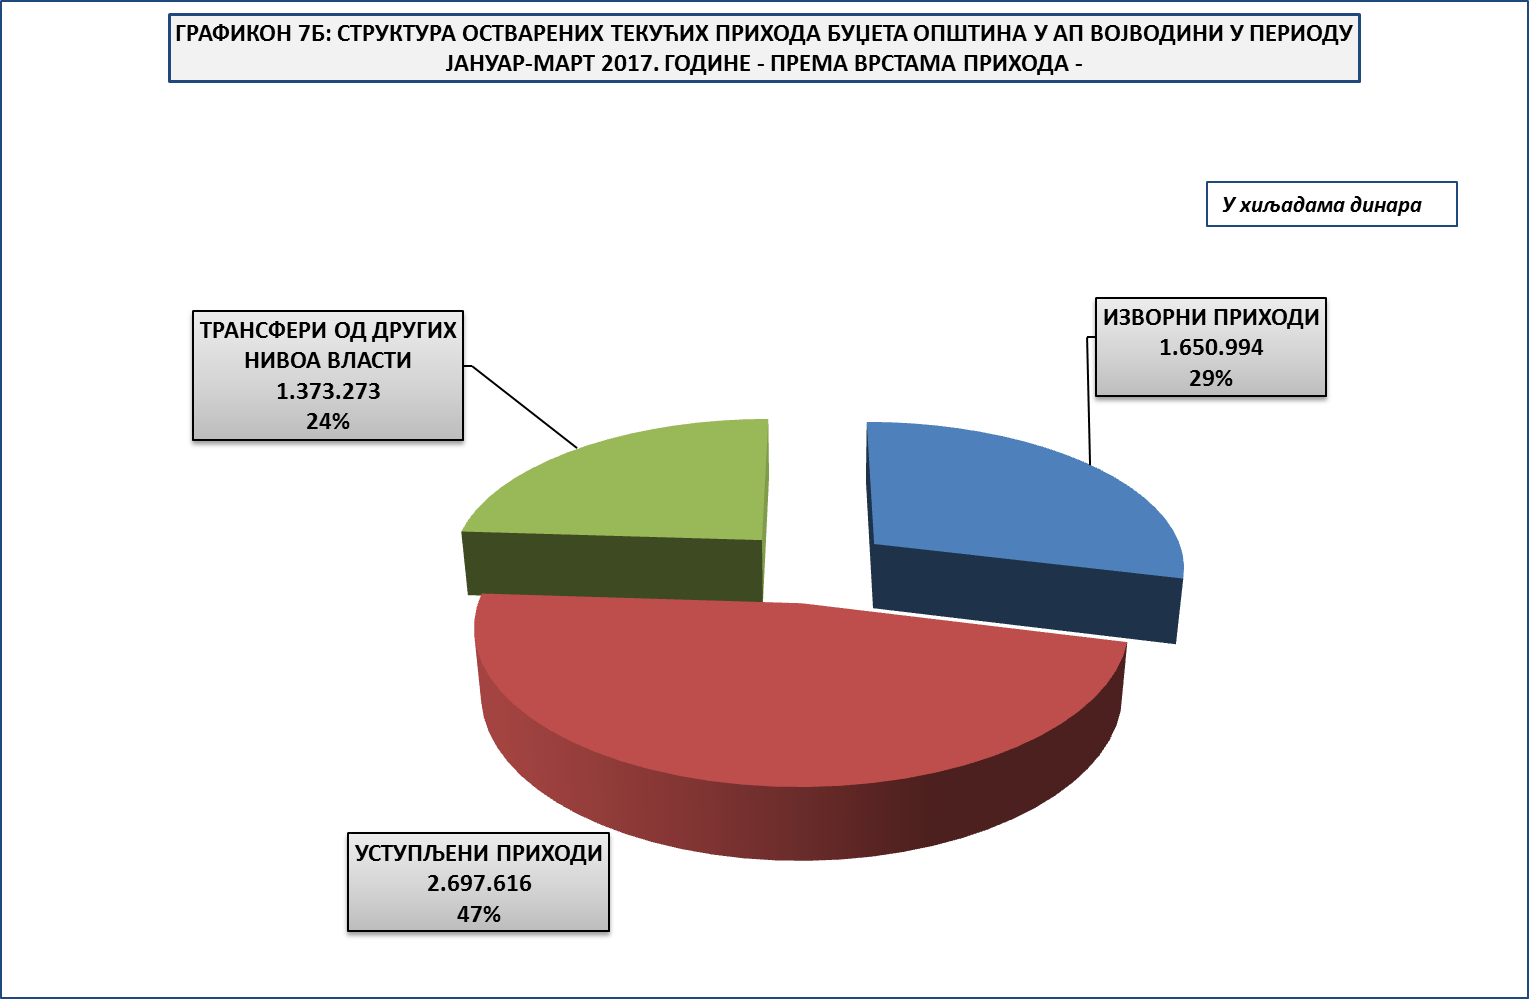 ГРАФИКОН 7Б: СТРУКТУРА ОСТВАРЕНИХ ТЕКУЋИХ ПРИХОДА БУЏЕТА ОПШТИНА У АП ВОЈВОДИНИ У ПЕРИОДУ
ЈАНУАР-МАРТ 2017. ГОДИНЕ - ПРЕМА ВРСТАМА ПРИХОДА -
У хиљадама динара
ТРАНСФЕРИ ОД ДРУГИХ
НИВОА ВЛАСТИ
1.373.273
24%
ИЗВОРНИ ПРИХОДИ
1.650.994
29%
УСТУПЉЕНИ ПРИХОДИ
2.697.616
47%